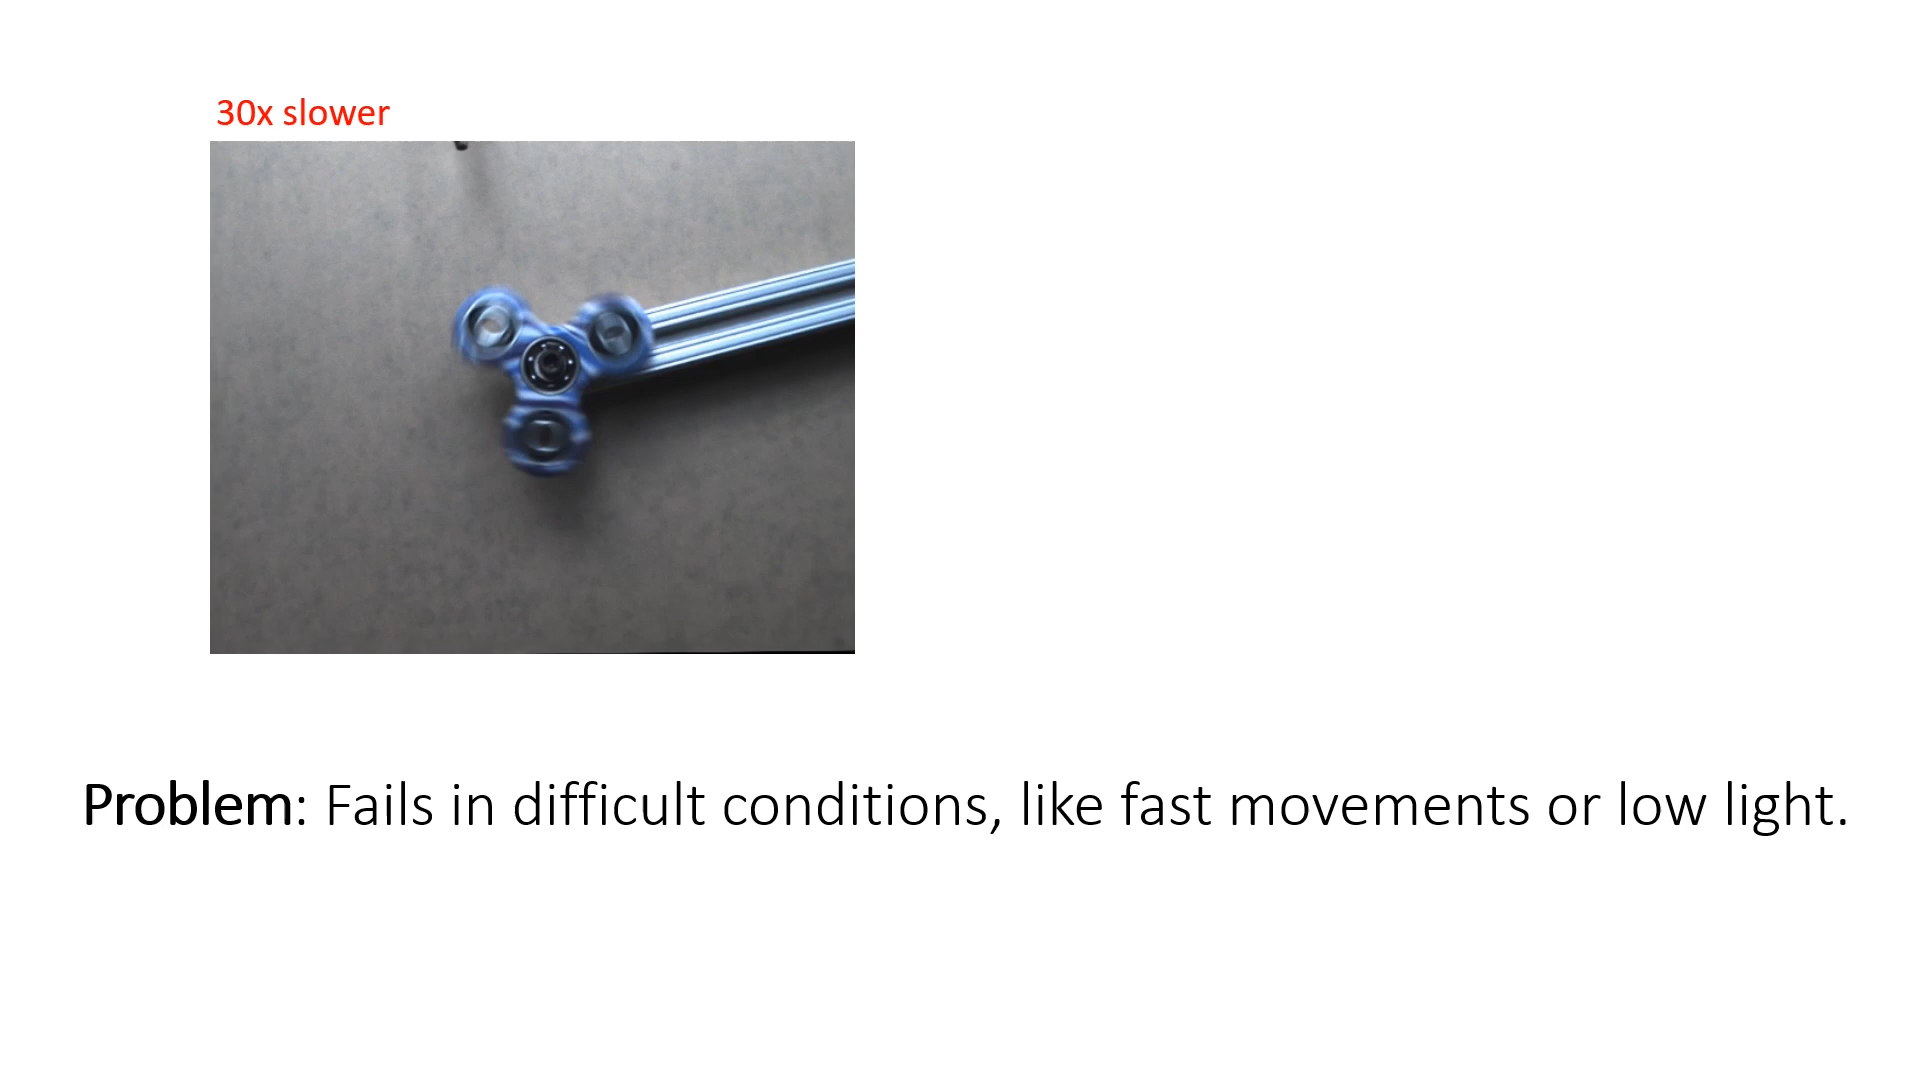 30x slower
Problem: Fails in difficult conditions, like fast movements or low light.